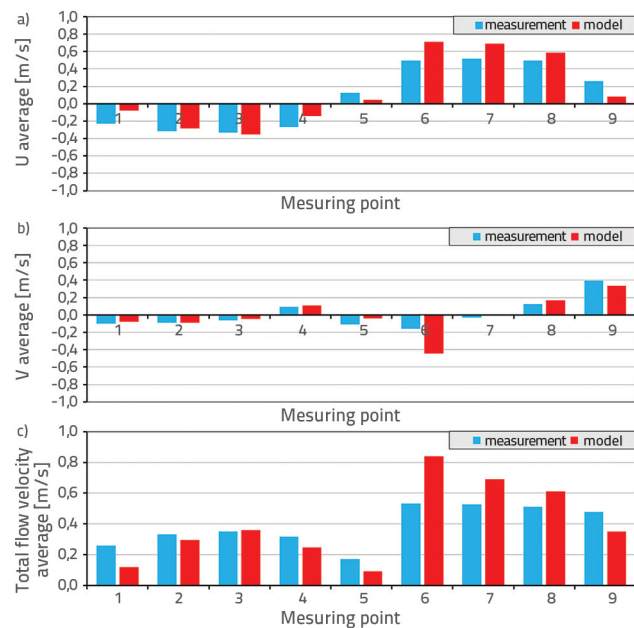 a)
measurement model
U average [m/s]
1,0
0,8
0,6
0,4
0,2
0,0
-0,2
-0,4
-0,6
-0,8
-1,0
1 2 3 4 5 6 7 8 9
Mesuring point
b)
measurement model
V average [m/s]
1,0
0,8
0,6
0,4
0,2
0,0
-0,2
-0,4
-0,6
-0,8
-1,0
1 2 3 4 5 6 7 8 9
Mesuring point
c)
measurement model
Total flow velocity
average [m/s]
1,0
0,8
0,6
0,4
0,2
0,0
1 2 3 4 5 6 7 8 9
Mesuring point